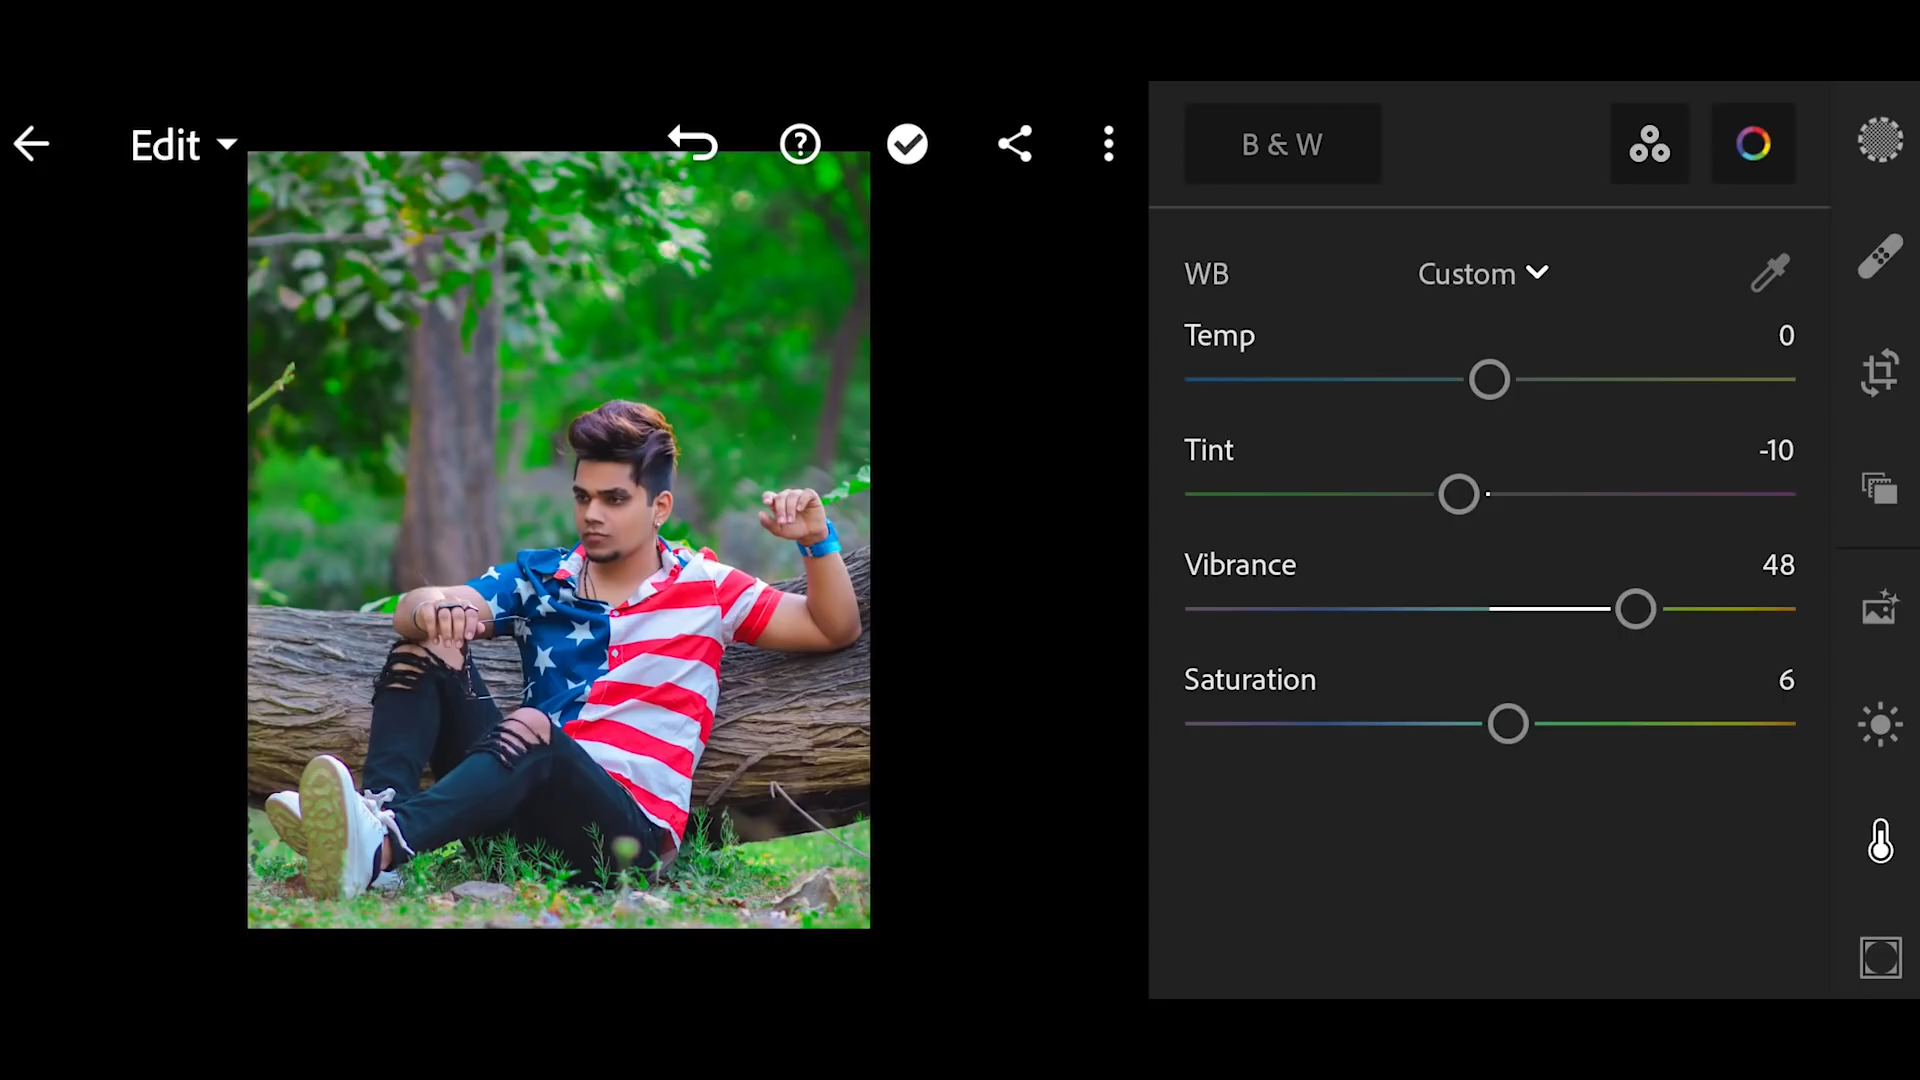 Edit
B & W
WB Custom
Temp 0
Tint -10
Vibrance 48
Saturation 6